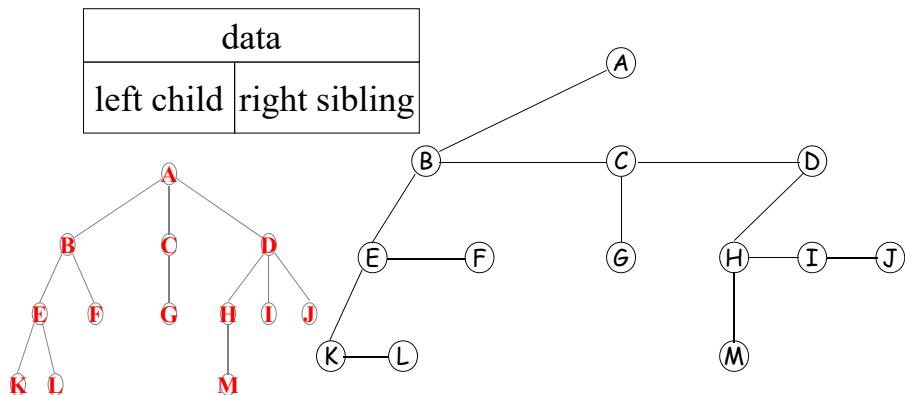 data
left child right sibling
A
B C D
E F G H I J
K L M
A
B C D
E F G H I J
K L M